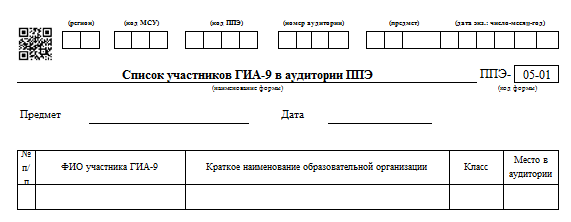 (регион) (код МСУ) (код ППЭ) (номер аудитории) (предмет) (дата экз.: число-месяц-год)
Список участников ГИА-9 в аудитории ППЭ ППЭ- 05-01
(наименование формы) (код формы)
Предмет Дата
№ п/п ФИО участника ГИА-9 Краткое наименование образовательной организации Класс Место в аудитории